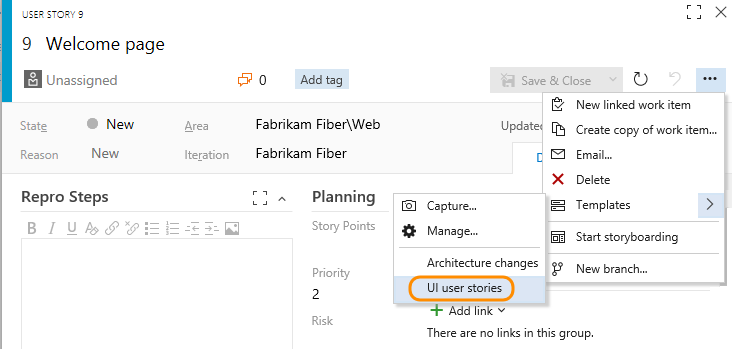 USER STORY 9
9 Welcome page
Unassigned
0
Add tag
Save & Close
State
New
Area
Fabrikam Fiber\Web
Updated
Reason
New
Iteration
Fabrikam Fiber
New linked work item
Create copy of work item...
Email...
Delete
Templates
Start storyboarding
New branch...
Capture...
Manage...
Architecture changes
UI user stories
Repro Steps
B I U
Planning
Story Points
Priority
2
Risk
Add link
There are no links in this group.